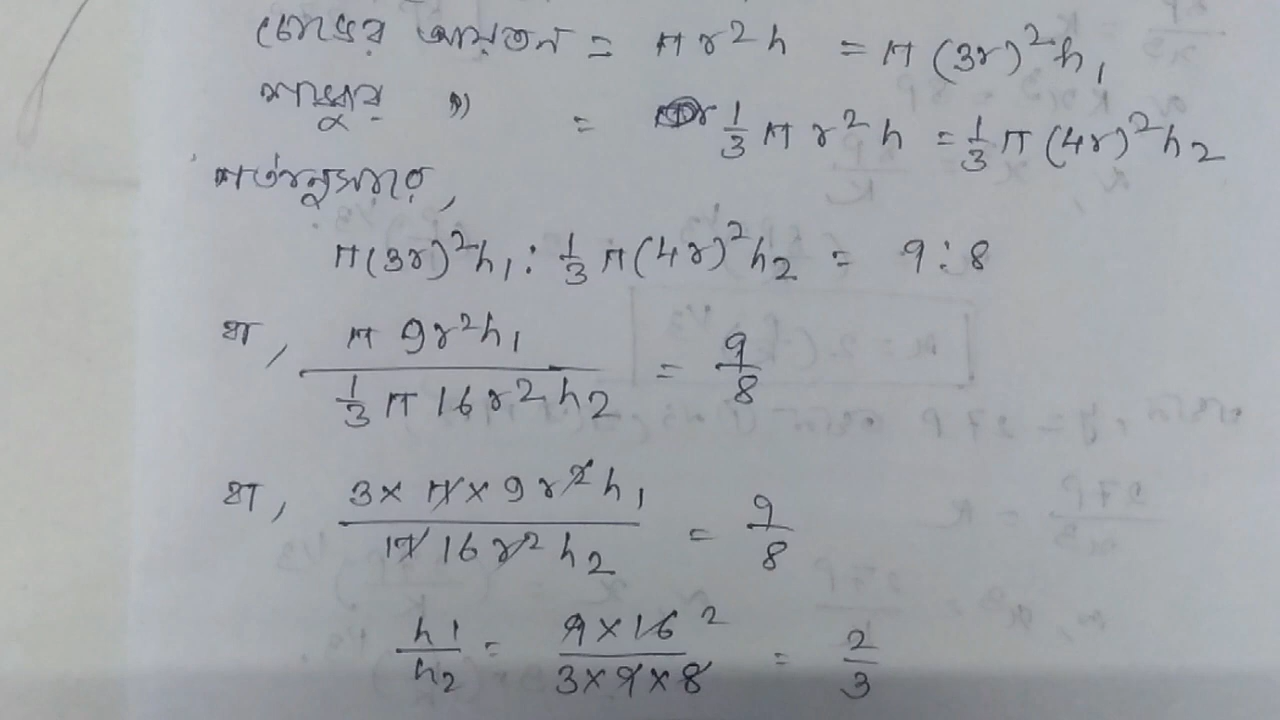 চোঙের আয়তন = πr²h = π(3r)²h₁
শঙ্কুর " = 1/3 πr²h = 1/3 π(4r)²h₂
শর্তানুসারে,
π(3r)²h₁ : 1/3 π(4r)²h₂ = 9:8
বা, π 9r²h₁ / 1/3 π 16r²h₂ = 9/8
বা, 3 × π × 9r²h₁ / π 16r²h₂ = 9/8
h1/h₂ = 9×16 2 / 3×9×8 = 2/3